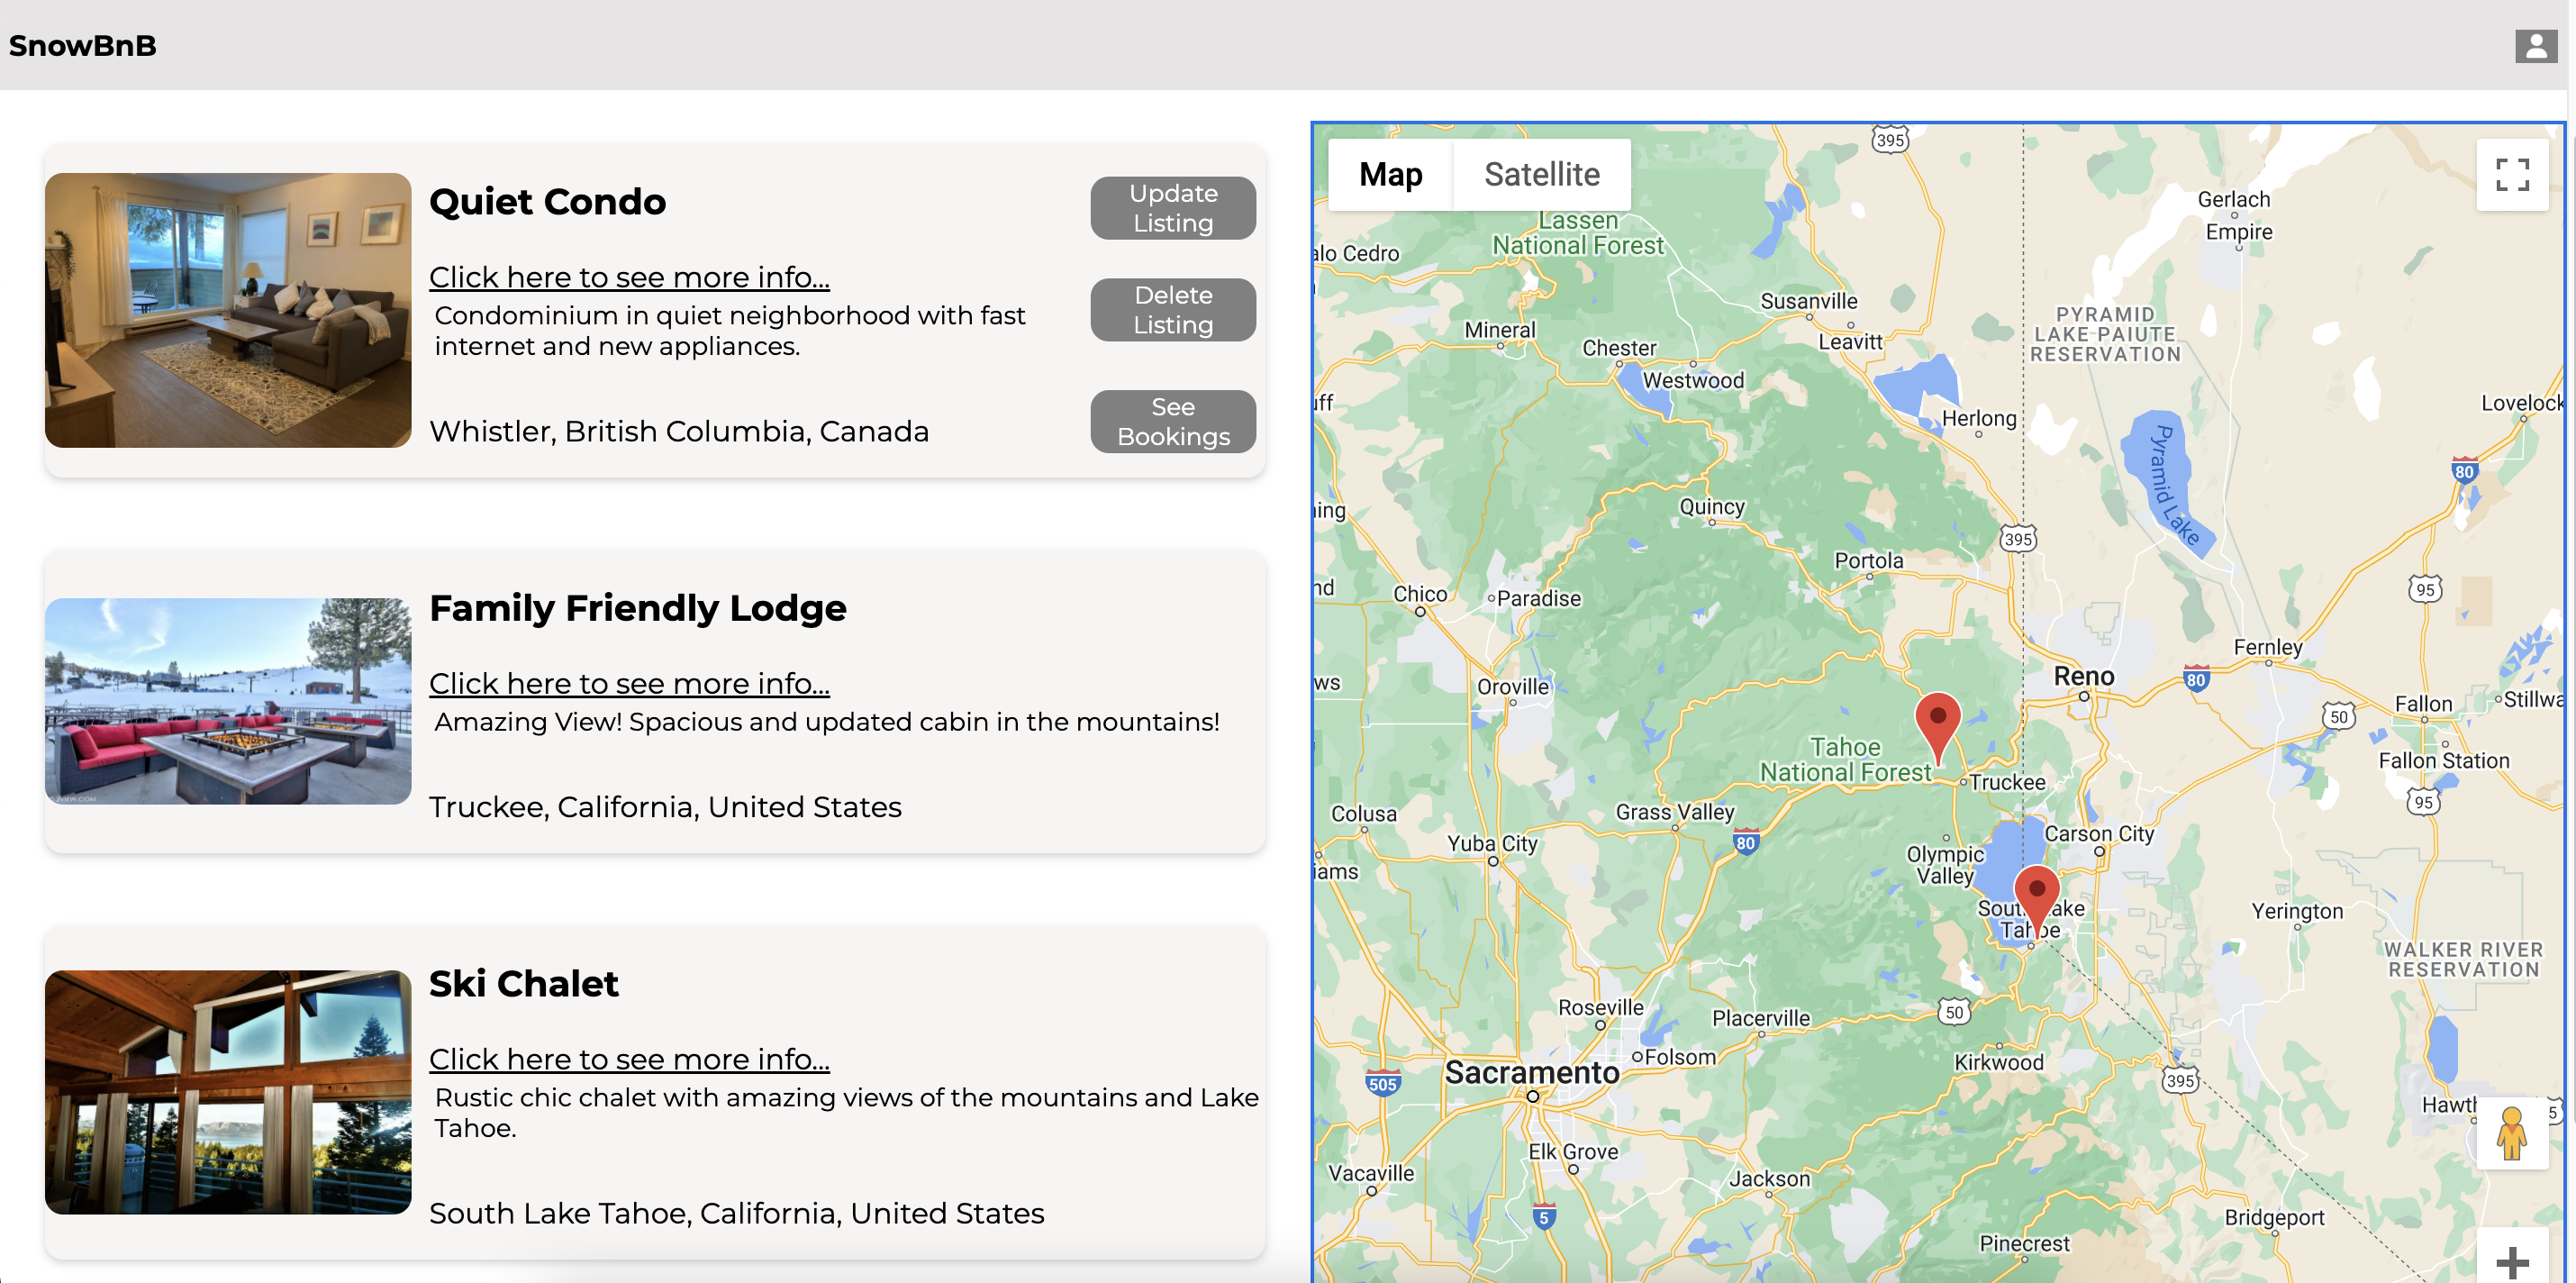 SnowBnB
Quiet Condo
Click here to see more info...
Condominium in quiet neighborhood with fast
internet and new appliances.
Whistler, British Columbia, Canada
Update
Listing
Delete
Listing
See
Bookings
Family Friendly Lodge
Click here to see more info...
Amazing View! Spacious and updated cabin in the mountains!
Truckee, California, United States
Ski Chalet
Click here to see more info...
Rustic chic chalet with amazing views of the mountains and Lake
Tahoe.
South Lake Tahoe, California, United States
Map
Satellite
395
Lassen
National Forest
alo Cedro
Gerlach
Empire
Susanville
Leavitt
Mineral
Chester
Westwood
PYRAMID
LAKE PAIUTE
RESERVATION
uff
Herlong
Lovelock
Pyramid Lake
80
Quincy
ning
395
Portola
nd
Chico
Paradise
95
Fernley
Reno
80
ws
Oroville
50
Fallon
Stillwa
Tahoe
National Forest
Truckee
Fallon Station
95
Colusa
Grass Valley
80
Yuba City
Carson City
Olympic
Valley
iams
South Lake
Tahoe
Yerington
WALKER RIVER
RESERVATION
Roseville
Placerville
50
Folsom
Kirkwood
Sacramento
505
395
Hawth
5
Elk Grove
Vacaville
Jackson
5
Bridgeport
Pinecrest